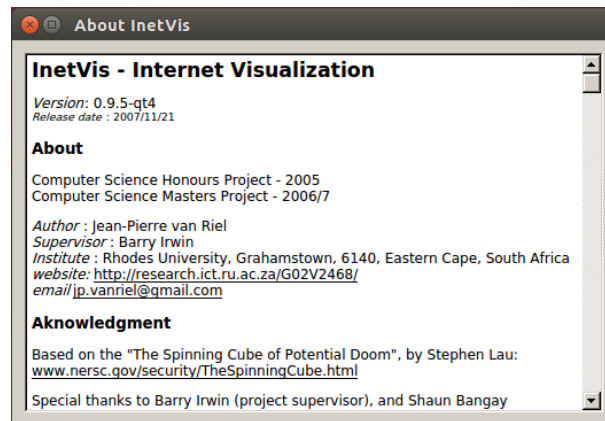 About InetVis
InetVis - Internet Visualization
Version: 0.9.5-qt4
Release date : 2007/11/21
About
Computer Science Honours Project - 2005
Computer Science Masters Project - 2006/7
Author : Jean-Pierre van Riel
Supervisor : Barry Irwin
Institute : Rhodes University, Grahamstown, 6140, Eastern Cape, South Africa
website: http://research.ict.ru.ac.za/G02V2468/
email jp.vanriel@gmail.com
Aknowledgment
Based on the "The Spinning Cube of Potential Doom", by Stephen Lau:
www.nersc.gov/security/TheSpinningCube.html
Special thanks to Barry Irwin (project supervisor), and Shaun Bangay